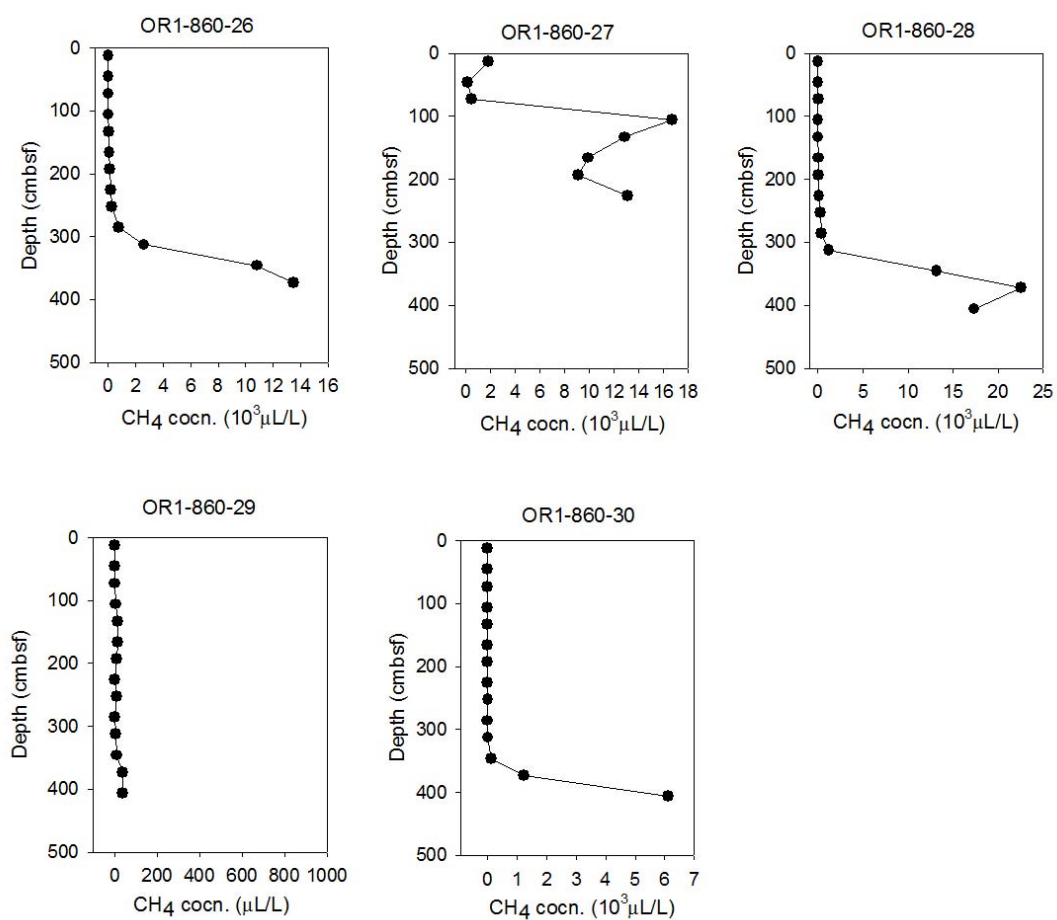 OR1-860-26
0
100
200
300
400
500
Depth (cmbsf)
0 2 4 6 8 10 12 14 16
CH4 cocn. (10³µL/L)
OR1-860-27
0
100
200
300
400
500
Depth (cmbsf)
0 2 4 6 8 10 12 14 16 18
CH4 cocn. (10³µL/L)
OR1-860-28
0
100
200
300
400
500
Depth (cmbsf)
0 5 10 15 20 25
CH4 cocn. (10³µL/L)
OR1-860-29
0
100
200
300
400
500
Depth (cmbsf)
0 200 400 600 800 1000
CH4 cocn. (µL/L)
OR1-860-30
0
100
200
300
400
500
Depth (cmbsf)
0 1 2 3 4 5 6 7
CH4 cocn. (10³µL/L)